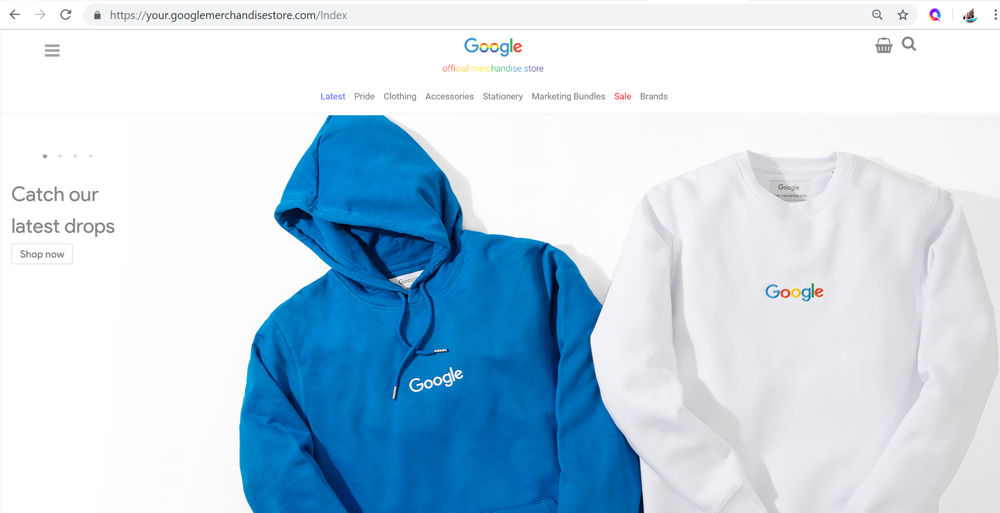 https://your.googlemerchandisestore.com/Index
Google
official merchandise store
Latest Pride Clothing Accessories Stationery Marketing Bundles Sale Brands
Catch our
latest drops
Shop now
Google
Google
Google
merchandise store
Google